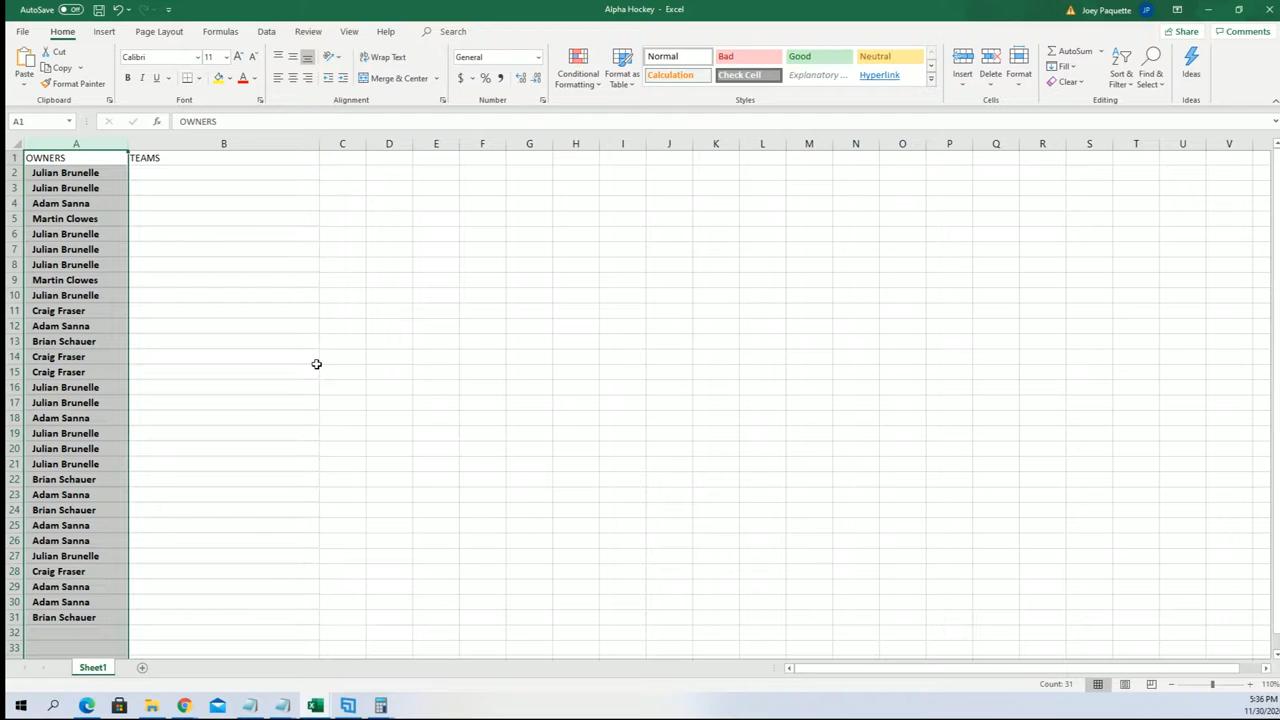 AutoSave Off Alpha Hockey - Excel Joey Paquette JP
File Home Insert Page Layout Formulas Data Review View Help Search Share Comments
Paste Cut Copy Format Painter Clipboard
Calibri 11 A A B I U A Font
Wrap Text Merge & Center Alignment
General $ % , Number
Conditional Formatting Format as Table
Normal Bad Good Neutral
Calculation Check Cell Explanatory ... Hyperlink
Styles
Insert Delete Format Cells
AutoSum Fill Clear Sort & Filter Find & Select Editing
Ideas Ideas
A1 fx OWNERS
A B C D E F G H I J K L M N O P Q R S T U V
1 OWNERS TEAMS
2 Julian Brunelle
3 Julian Brunelle
4 Adam Sanna
5 Martin Clowes
6 Julian Brunelle
7 Julian Brunelle
8 Julian Brunelle
9 Martin Clowes
10 Julian Brunelle
11 Craig Fraser
12 Adam Sanna
13 Brian Schauer
14 Craig Fraser
15 Craig Fraser
16 Julian Brunelle
17 Julian Brunelle
18 Adam Sanna
19 Julian Brunelle
20 Julian Brunelle
21 Julian Brunelle
22 Brian Schauer
23 Adam Sanna
24 Brian Schauer
25 Adam Sanna
26 Adam Sanna
27 Julian Brunelle
28 Craig Fraser
29 Adam Sanna
30 Adam Sanna
31 Brian Schauer
32
33
Sheet1
Count: 31 110%
5:36 PM